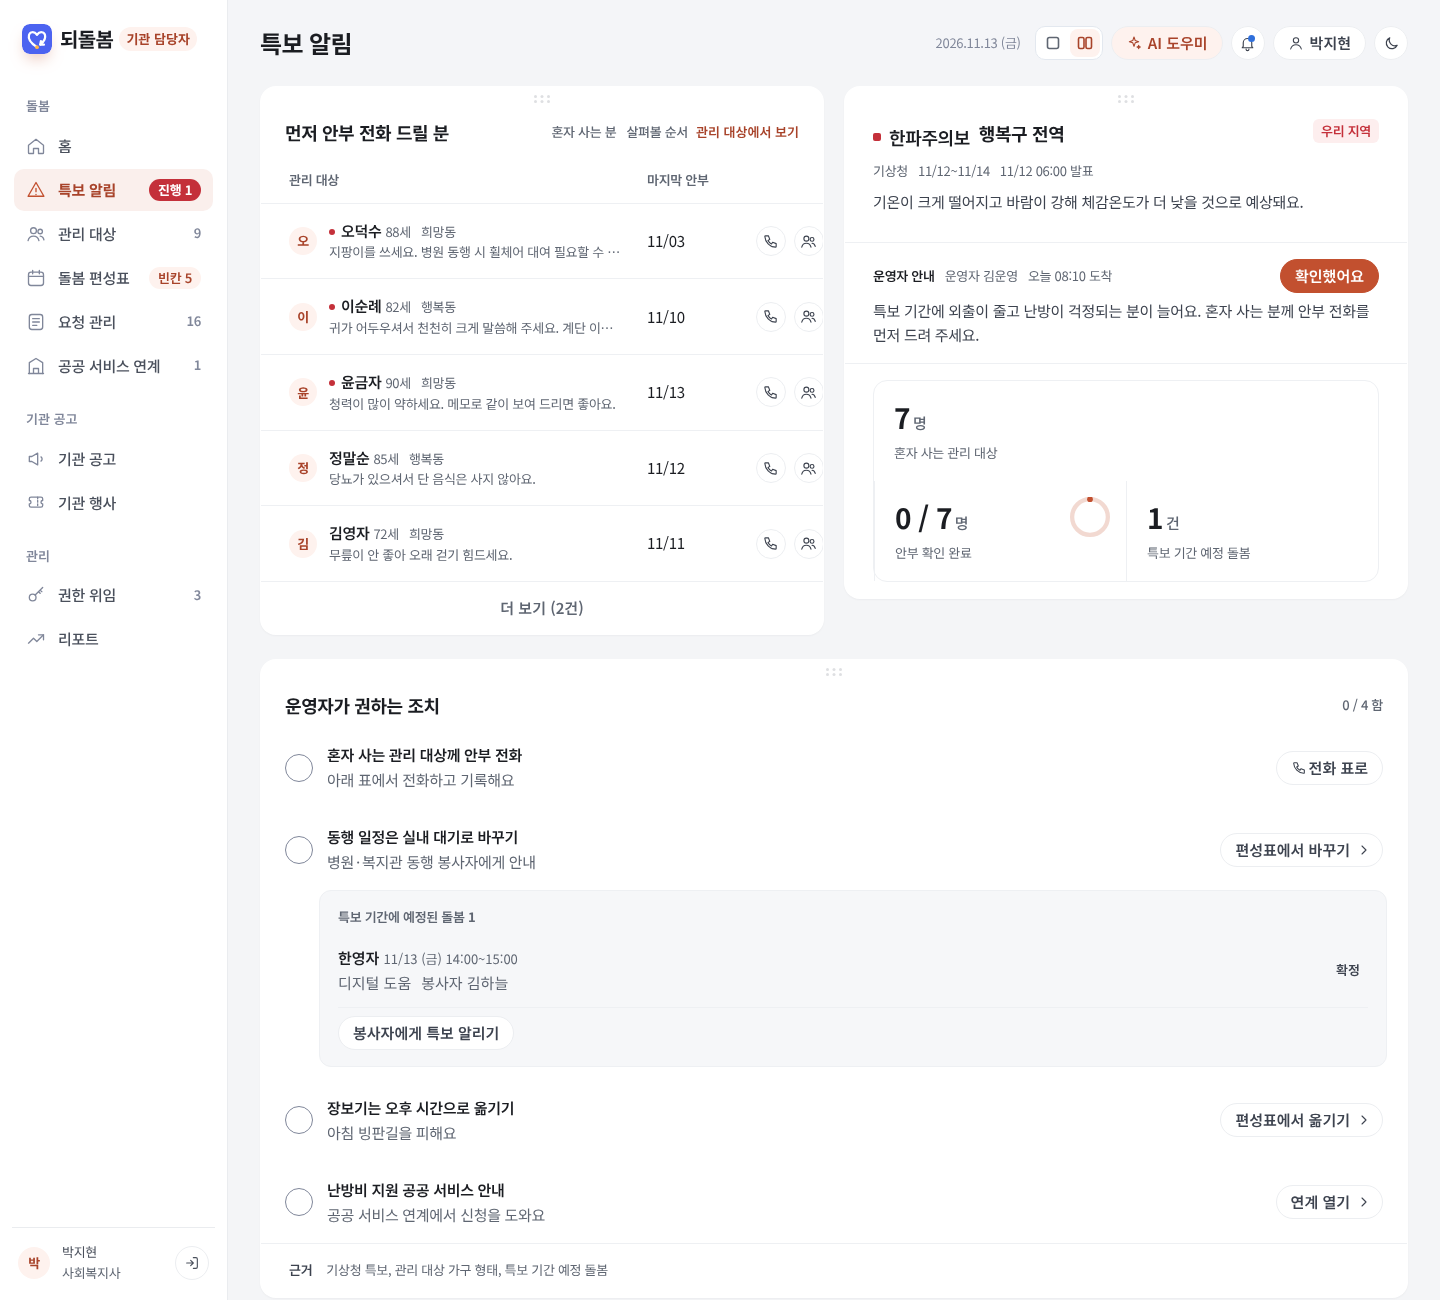 되돌봄 기관 담당자
돌봄
홈
특보 알림 진행 1
관리 대상 9
돌봄 편성표 빈칸 5
요청 관리 16
공공 서비스 연계 1
기관 공고
기관 공고
기관 행사
관리
권한 위임 3
리포트
박 박지현
사회복지사
특보 알림
2026.11.13 (금) AI 도우미 박지현
먼저 안부 전화 드릴 분 혼자 사는 분 살펴볼 순서 관리 대상에서 보기
관리 대상 마지막 안부
오 오덕수 88세 희망동 11/03
지팡이를 쓰세요. 병원 동행 시 휠체어 대여 필요할 수 …
이 이순례 82세 행복동 11/10
귀가 어두우셔서 천천히 크게 말씀해 주세요. 계단 이…
윤 윤금자 90세 희망동 11/13
청력이 많이 약하세요. 메모로 같이 보여 드리면 좋아요.
정 정말순 85세 행복동 11/12
당뇨가 있으셔서 단 음식은 사지 않아요.
김 김영자 72세 희망동 11/11
무릎이 안 좋아 오래 걷기 힘드세요.
더 보기 (2건)
한파주의보 행복구 전역 우리 지역
기상청 11/12~11/14 11/12 06:00 발표
기온이 크게 떨어지고 바람이 강해 체감온도가 더 낮을 것으로 예상돼요.
운영자 안내 운영자 김운영 오늘 08:10 도착 확인했어요
특보 기간에 외출이 줄고 난방이 걱정되는 분이 늘어요. 혼자 사는 분께 안부 전화를
먼저 드려 주세요.
7 명
혼자 사는 관리 대상
0 / 7 명
안부 확인 완료
1 건
특보 기간 예정 돌봄
운영자가 권하는 조치 0 / 4 함
혼자 사는 관리 대상께 안부 전화
아래 표에서 전화하고 기록해요
전화 표로
동행 일정은 실내 대기로 바꾸기
병원·복지관 동행 봉사자에게 안내
편성표에서 바꾸기
특보 기간에 예정된 돌봄 1
한영자 11/13 (금) 14:00~15:00
디지털 도움 봉사자 김하늘
확정
봉사자에게 특보 알리기
장보기는 오후 시간으로 옮기기
아침 빙판길을 피해요
편성표에서 옮기기
난방비 지원 공공 서비스 안내
공공 서비스 연계에서 신청을 도와요
연계 열기
근거 기상청 특보, 관리 대상 가구 형태, 특보 기간 예정 돌봄